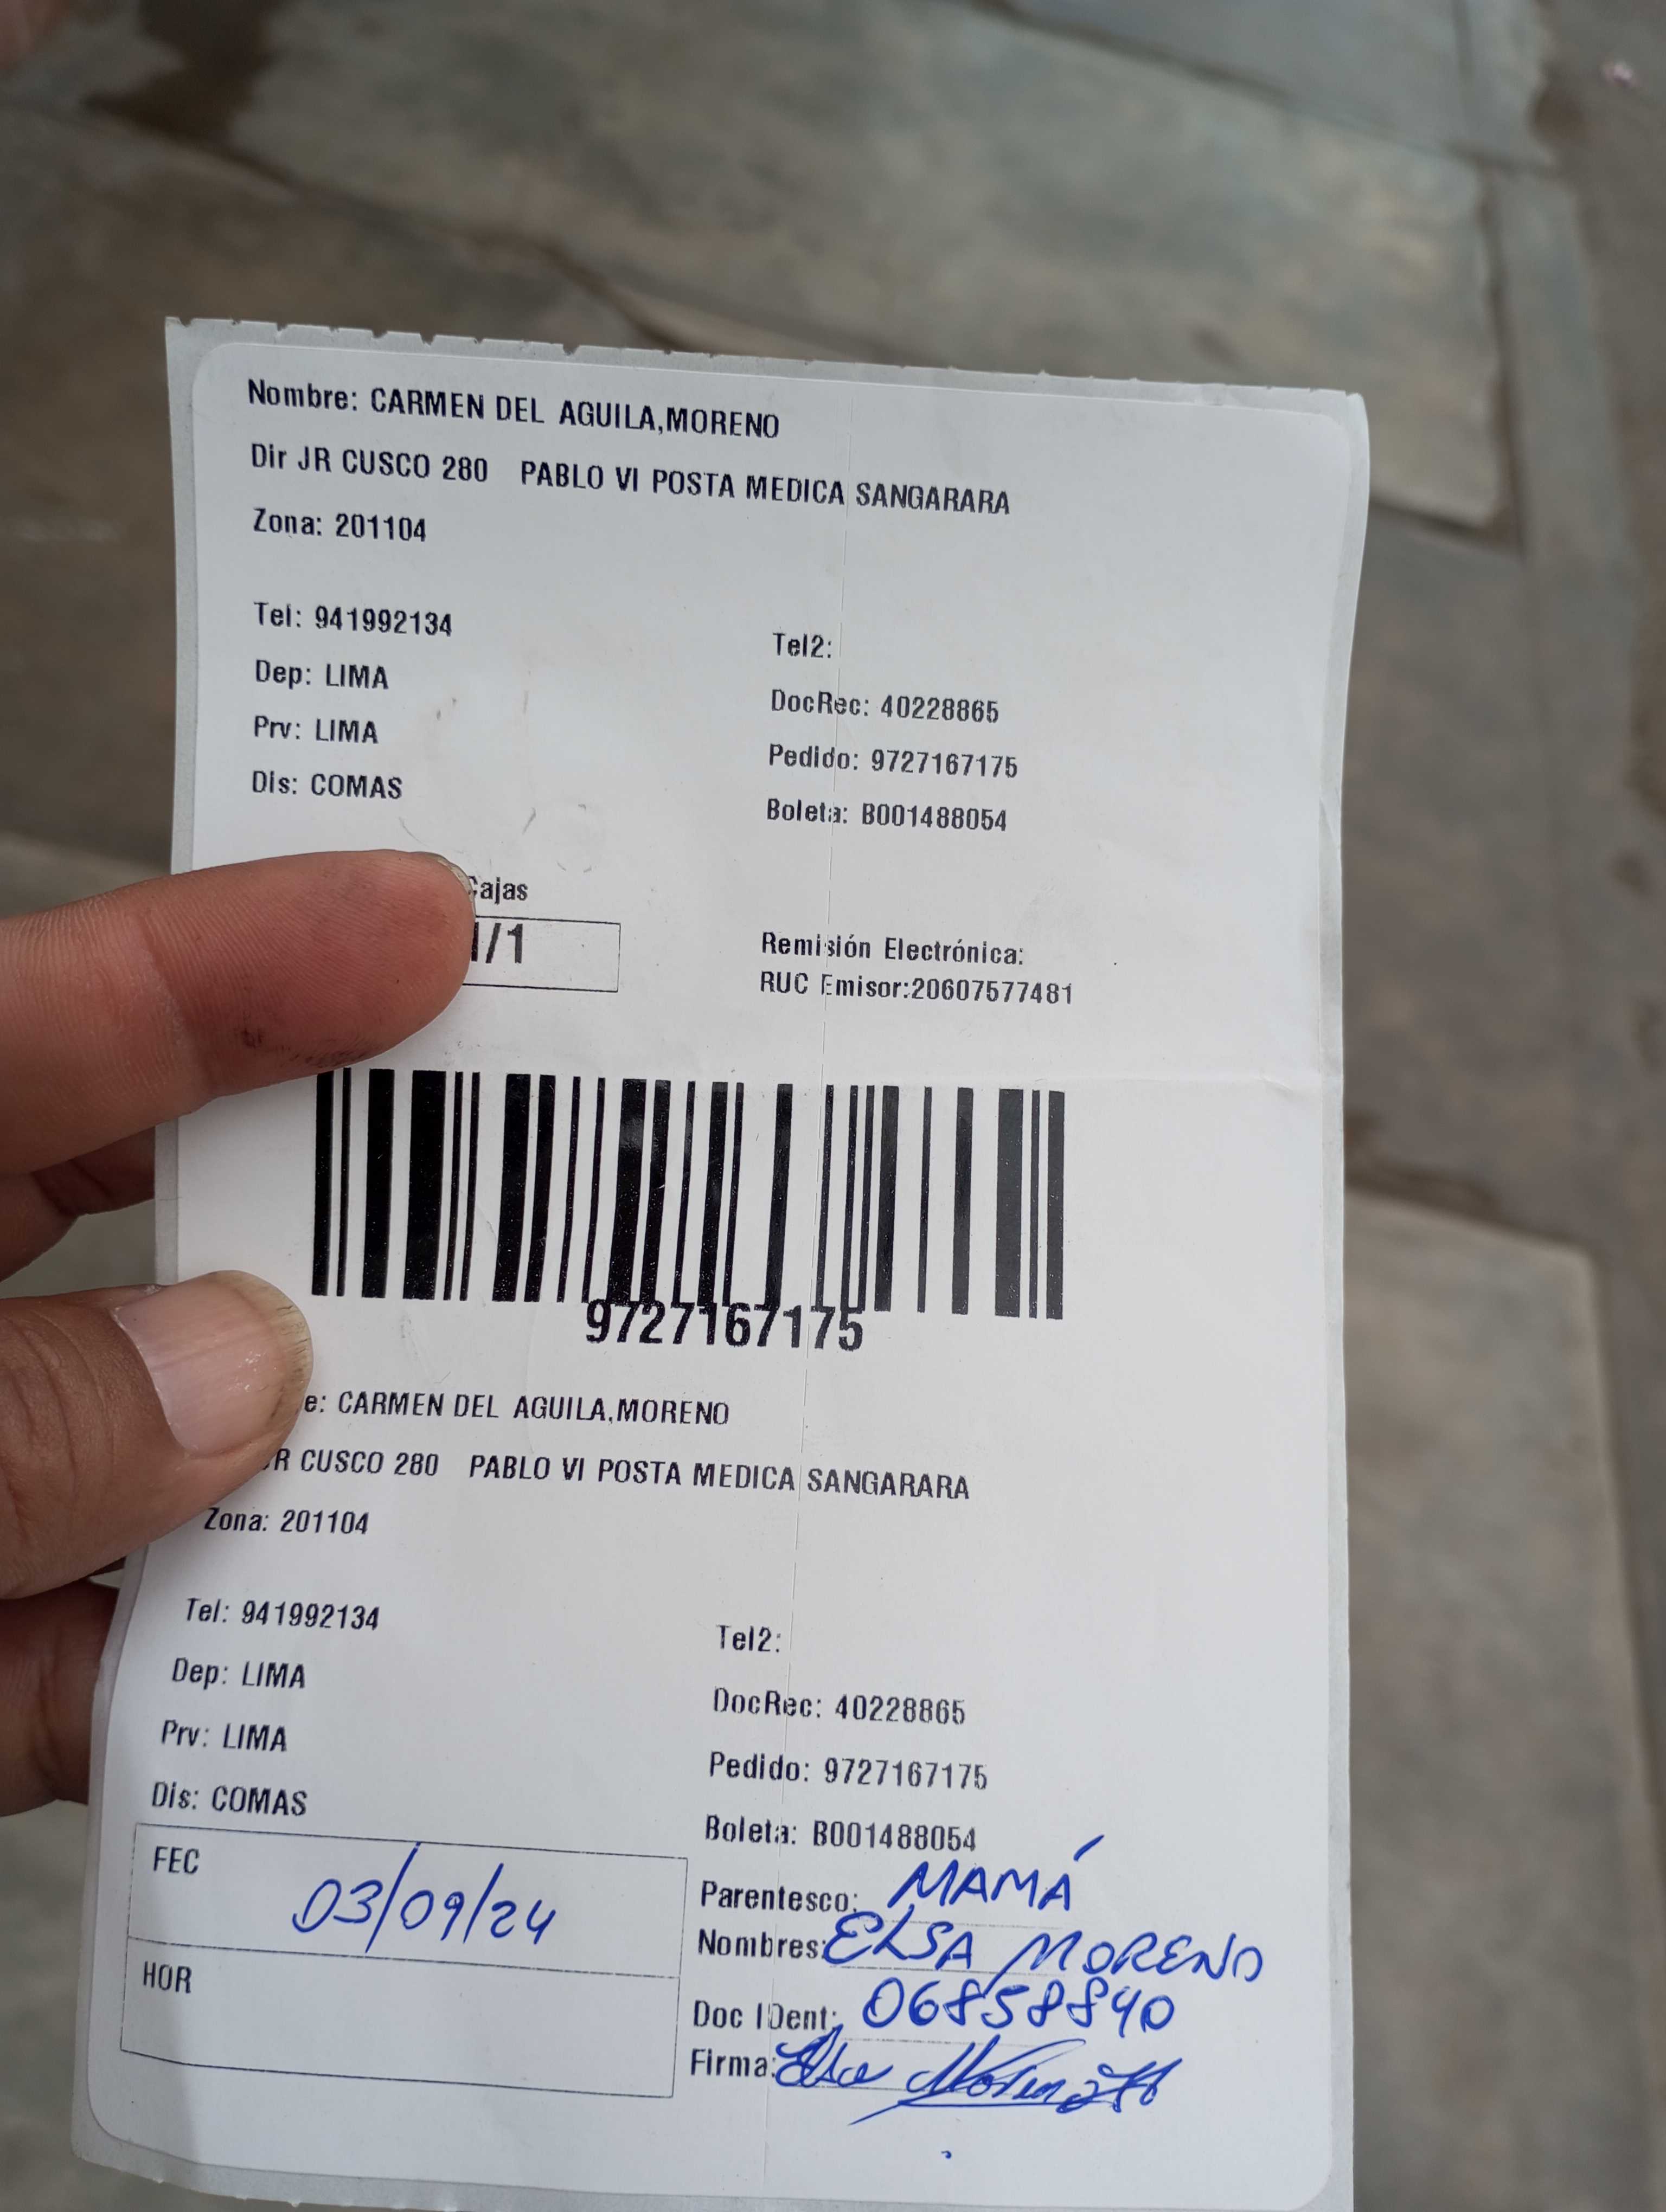 Nombre: CARMEN DEL AGUILA,MORENO
Dir JR CUSCO 280 PABLO VI POSTA MEDICA SANGARARA
Zona: 201104
Tel: 941992134
Tel2:
Dep: LIMA
DocRec: 40228865
Prv: LIMA
Pedido: 9727167175
Dis: COMAS
Boleta: B001488054
Cajas
1/1
Remisión Electrónica:
RUC Emisor:20607577481
9727167175
e: CARMEN DEL AGUILA,MORENO
R CUSCO 280 PABLO VI POSTA MEDICA SANGARARA
Zona: 201104
Tel: 941992134
Tel2:
Dep: LIMA
DocRec: 40228865
Prv: LIMA
Pedido: 9727167175
Dis: COMAS
Boleta: B001488054
FEC 03/09/24
Parentesco: MAMÁ
Nombres: ELSA MORENO
HOR
Doc IDent: 06858840
Firma: Elsa Moreno